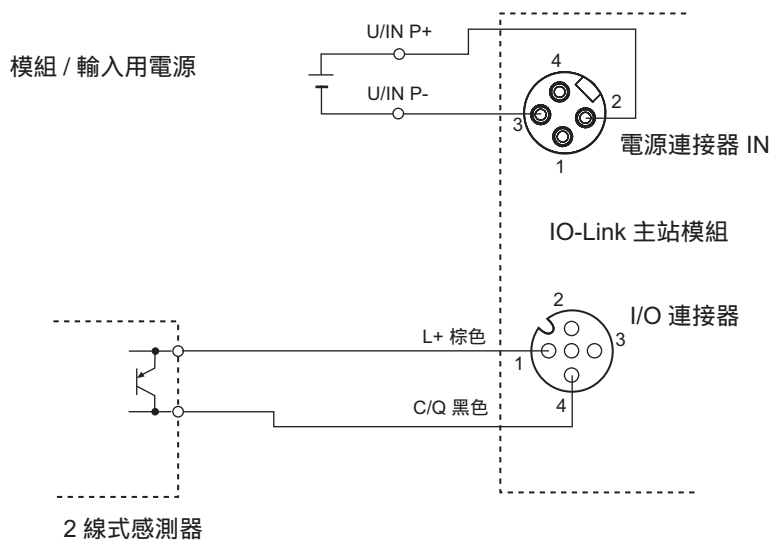 U/IN P+
模組 / 輸入用電源
U/IN P-
4
2
3
1
電源連接器 IN
IO-Link 主站模組
2
I/O 連接器
3
L+ 棕色
1
C/Q 黑色
4
2 線式感測器